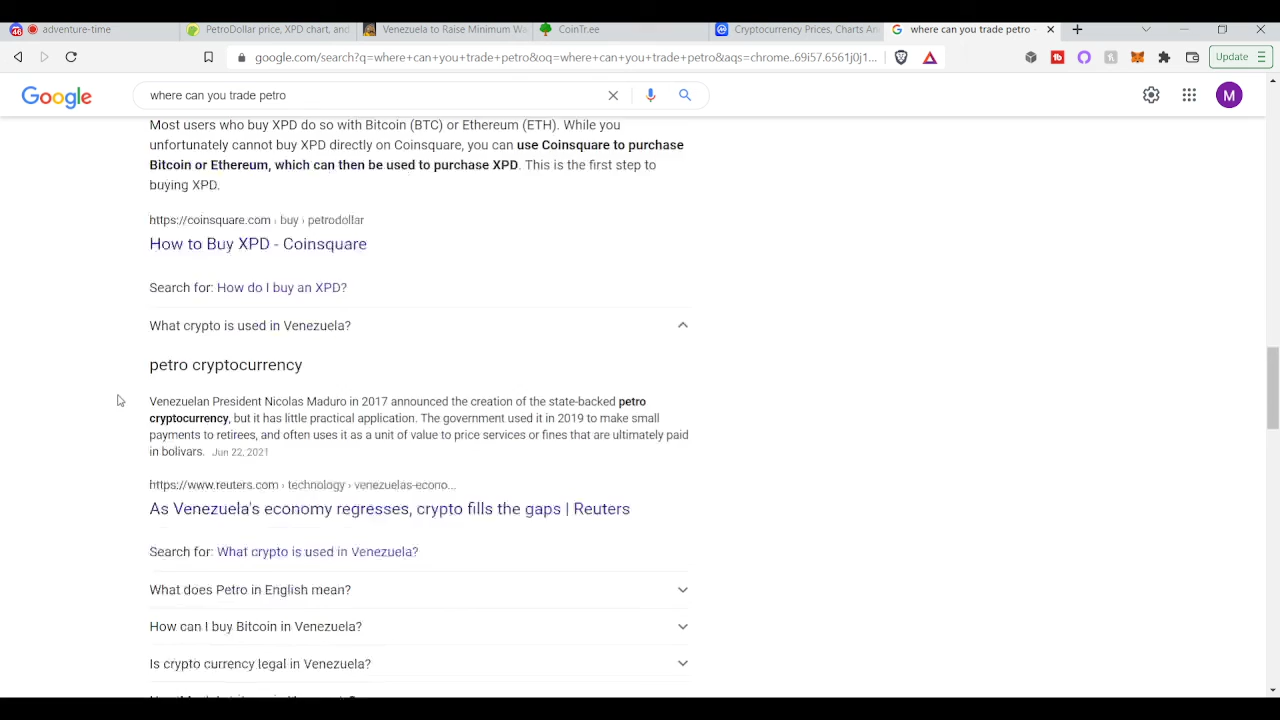 46 adventure-time
PetroDollar price, XPD chart, and
Venezuela to Raise Minimum Wa
CoinTr.ee
Cryptocurrency Prices, Charts An
where can you trade petro -
google.com/search?q=where+can+you+trade+petro&oq=where+can+you+trade+petro&aqs=chrome..69i57.6561j0j1...
Update
Google
where can you trade petro
M
Most users who buy XPD do so with Bitcoin (BTC) or Ethereum (ETH). While you
unfortunately cannot buy XPD directly on Coinsquare, you can use Coinsquare to purchase
Bitcoin or Ethereum, which can then be used to purchase XPD. This is the first step to
buying XPD.
https://coinsquare.com › buy › petrodollar
How to Buy XPD - Coinsquare
Search for: How do I buy an XPD?
What crypto is used in Venezuela?
petro cryptocurrency
Venezuelan President Nicolas Maduro in 2017 announced the creation of the state-backed petro
cryptocurrency, but it has little practical application. The government used it in 2019 to make small
payments to retirees, and often uses it as a unit of value to price services or fines that are ultimately paid
in bolivars. Jun 22, 2021
https://www.reuters.com › technology › venezuelas-econo...
As Venezuela's economy regresses, crypto fills the gaps | Reuters
Search for: What crypto is used in Venezuela?
What does Petro in English mean?
How can I buy Bitcoin in Venezuela?
Is crypto currency legal in Venezuela?